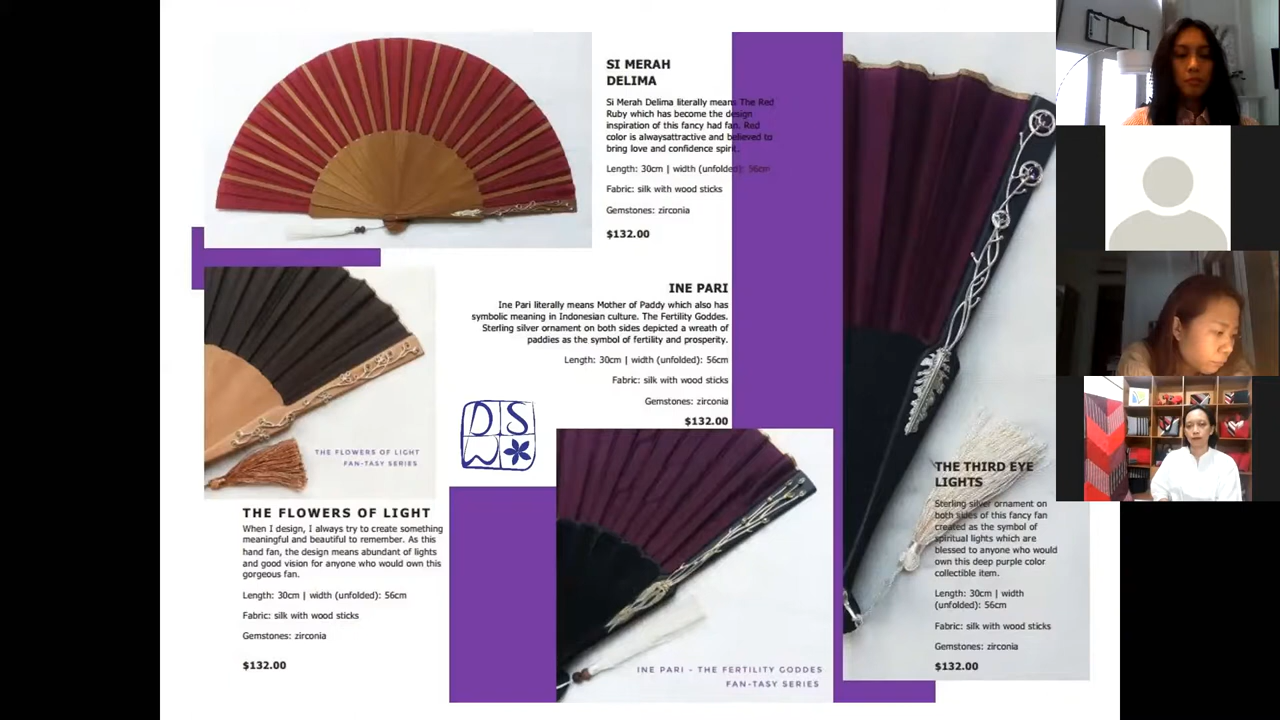 SI MERAH
DELIMA
Si Merah Delima literally means The Red
Ruby which has become the design
inspiration of this fancy had fan. Red
color is alwaysattractive and believed to
bring love and confidence spirit.
Length: 30cm | width (unfolded): 56cm
Fabric: silk with wood sticks
Gemstones: zirconia
$132.00
INE PARI
Ine Pari literally means Mother of Paddy which also has
symbolic meaning in Indonesian culture. The Fertility Goddes.
Sterling silver ornament on both sides depicted a wreath of
paddies as the symbol of fertility and prosperity.
Length: 30cm | width (unfolded): 56cm
Fabric: silk with wood sticks
Gemstones: zirconia
$132.00
DS
W
THE FLOWERS OF LIGHT
FAN-TASY SERIES
THE FLOWERS OF LIGHT
When I design, I always try to create something
meaningful and beautiful to remember. As this
hand fan, the design means abundant of lights
and good vision for anyone who would own this
gorgeous fan.
Length: 30cm | width (unfolded): 56cm
Fabric: silk with wood sticks
Gemstones: zirconia
$132.00
INE PARI - THE FERTILITY GODDES
FAN-TASY SERIES
THE THIRD EYE
LIGHTS
Sterling silver ornament on
both sides of this fancy fan
created as the symbol of
spiritual lights which are
blessed to anyone who would
own this deep purple color
collectible item.
Length: 30cm | width
(unfolded): 56cm
Fabric: silk with wood sticks
Gemstones: zirconia
$132.00